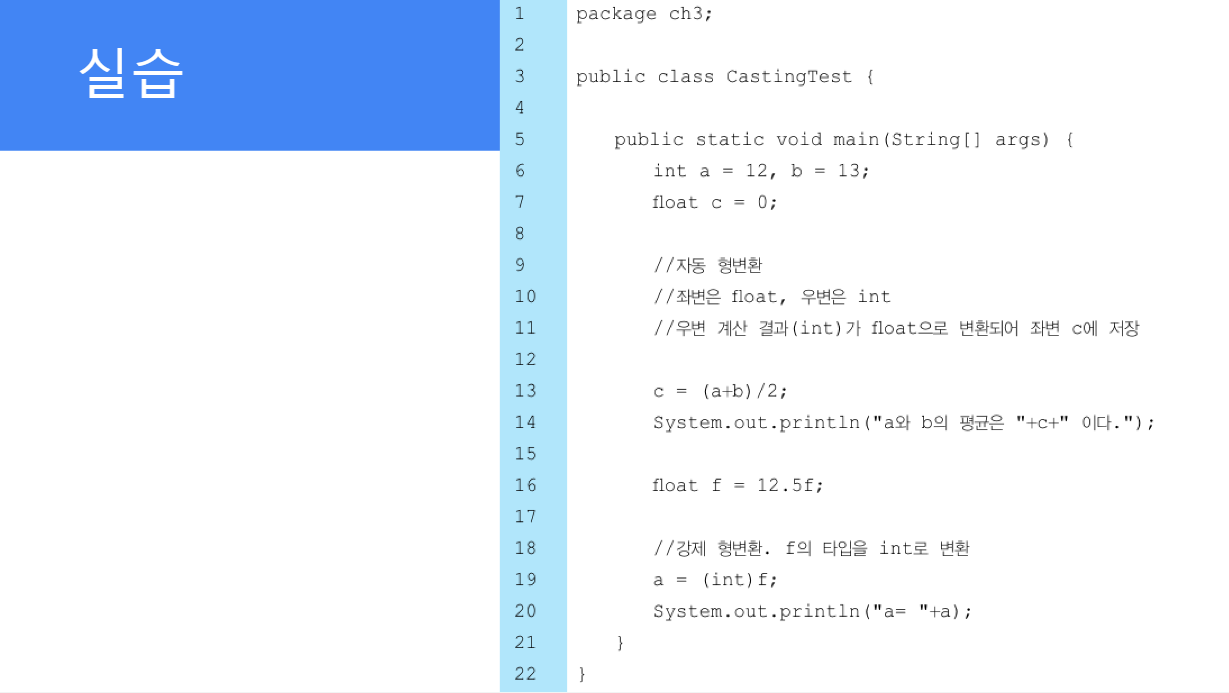 실습
1 package ch3;
2
3 public class CastingTest {
4
5 public static void main(String[] args) {
6 int a = 12, b = 13;
7 float c = 0;
8
9 //자동 형변환
10 //좌변은 float, 우변은 int
11 //우변 계산 결과(int)가 float으로 변환되어 좌변 c에 저장
12
13 c = (a+b)/2;
14 System.out.println("a와 b의 평균은 "+c+" 이다.");
15
16 float f = 12.5f;
17
18 //강제 형변환. f의 타입을 int로 변환
19 a = (int)f;
20 System.out.println("a= "+a);
21 }
22 }